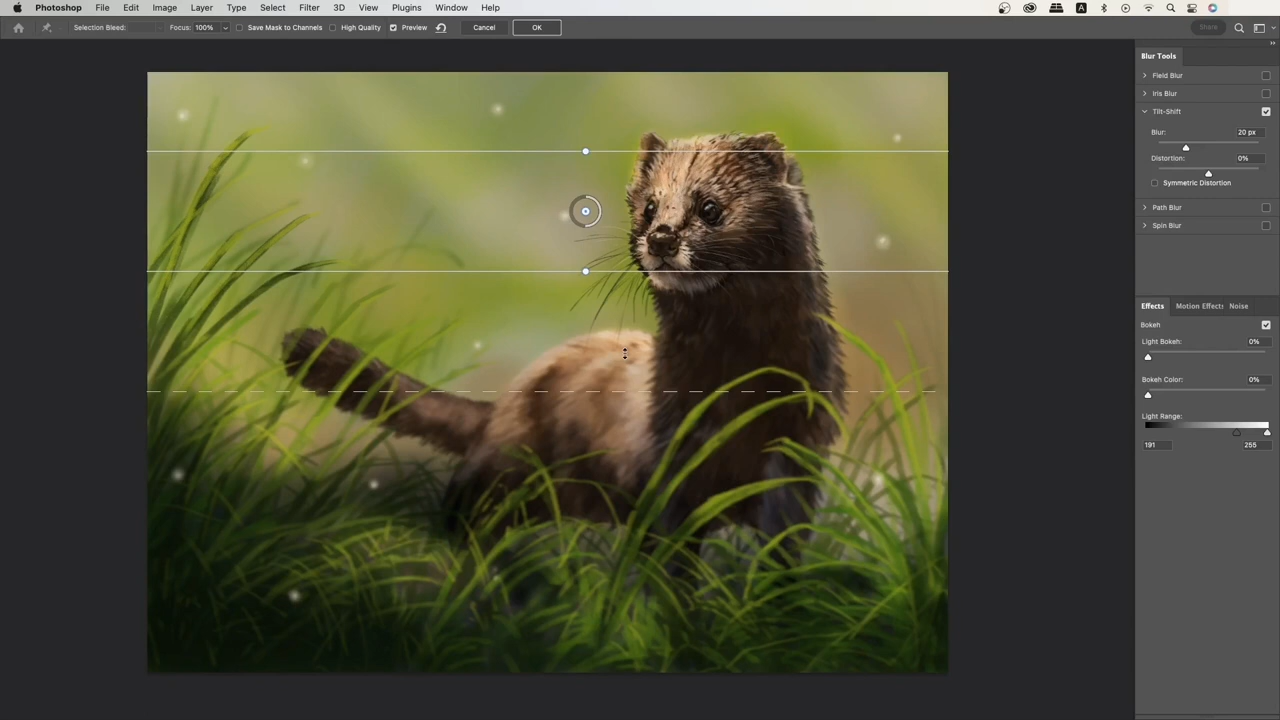 Photoshop File Edit Image Layer Type Select Filter 3D View Plugins Window Help A
Selection Bleed: Focus: 100% Save Mask to Channels High Quality Preview Cancel OK Share
Blur Tools
Field Blur
Iris Blur
Tilt-Shift
Blur: 20 px
Distortion: 0%
Symmetric Distortion
Path Blur
Spin Blur
Effects Motion Effects Noise
Bokeh
Light Bokeh: 0%
Bokeh Color: 0%
Light Range:
191 255